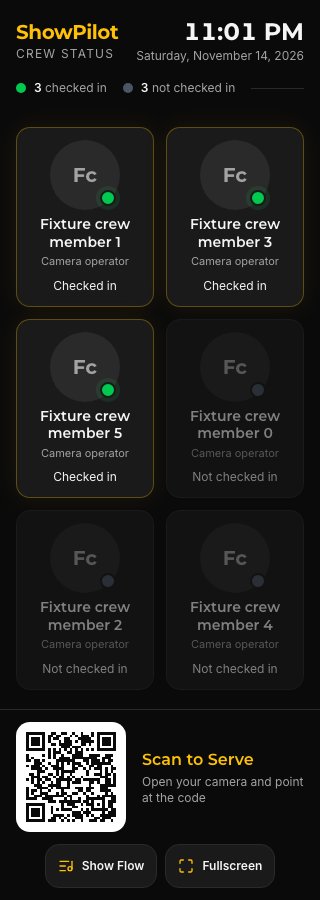 ShowPilot
CREW STATUS
11:01 PM
Saturday, November 14, 2026
3 checked in
3 not checked in
Fc
Fixture crew
member 1
Camera operator
Checked in
Fc
Fixture crew
member 3
Camera operator
Checked in
Fc
Fixture crew
member 5
Camera operator
Checked in
Fc
Fixture crew
member 0
Camera operator
Not checked in
Fc
Fixture crew
member 2
Camera operator
Not checked in
Fc
Fixture crew
member 4
Camera operator
Not checked in
Scan to Serve
Open your camera and point
at the code
Show Flow
Fullscreen